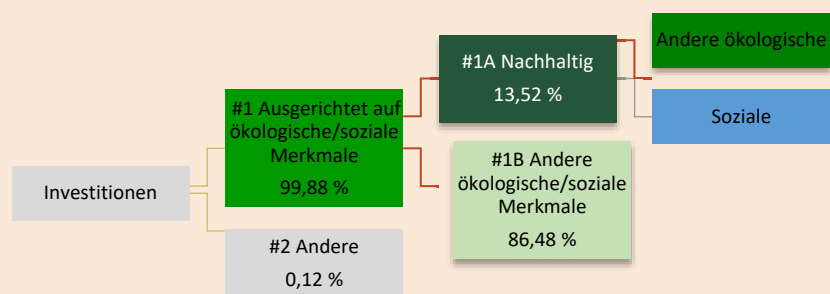 Investitionen
#1 Ausgerichtet auf
ökologische/soziale
Merkmale
99,88 %
#2 Andere
0,12 %
#1A Nachhaltig
13,52 %
#1B Andere
ökologische/soziale
Merkmale
86,48 %
Andere ökologische
Soziale